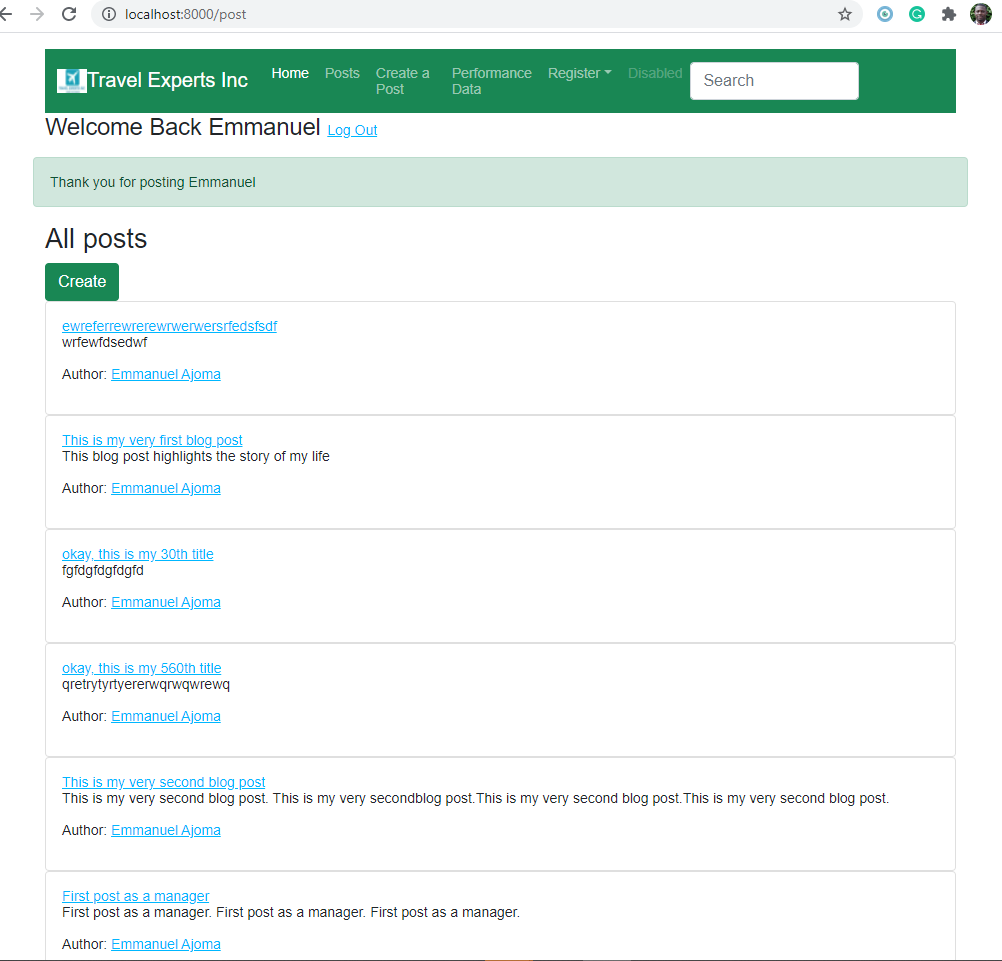 localhost:8000/post
Travel Experts Inc Home Posts Create a Post Performance Data Register Disabled Search
Welcome Back Emmanuel Log Out
Thank you for posting Emmanuel
All posts
Create
ewreferrewrerewrwerwersrfedsfsdf
wrfewfdsedwf
Author: Emmanuel Ajoma
This is my very first blog post
This blog post highlights the story of my life
Author: Emmanuel Ajoma
okay, this is my 30th title
fgfdgfdgfdgfd
Author: Emmanuel Ajoma
okay, this is my 560th title
qretrytyrtyererwqrwqwrewq
Author: Emmanuel Ajoma
This is my very second blog post
This is my very second blog post. This is my very secondblog post.This is my very second blog post.This is my very second blog post.
Author: Emmanuel Ajoma
First post as a manager
First post as a manager. First post as a manager. First post as a manager.
Author: Emmanuel Ajoma